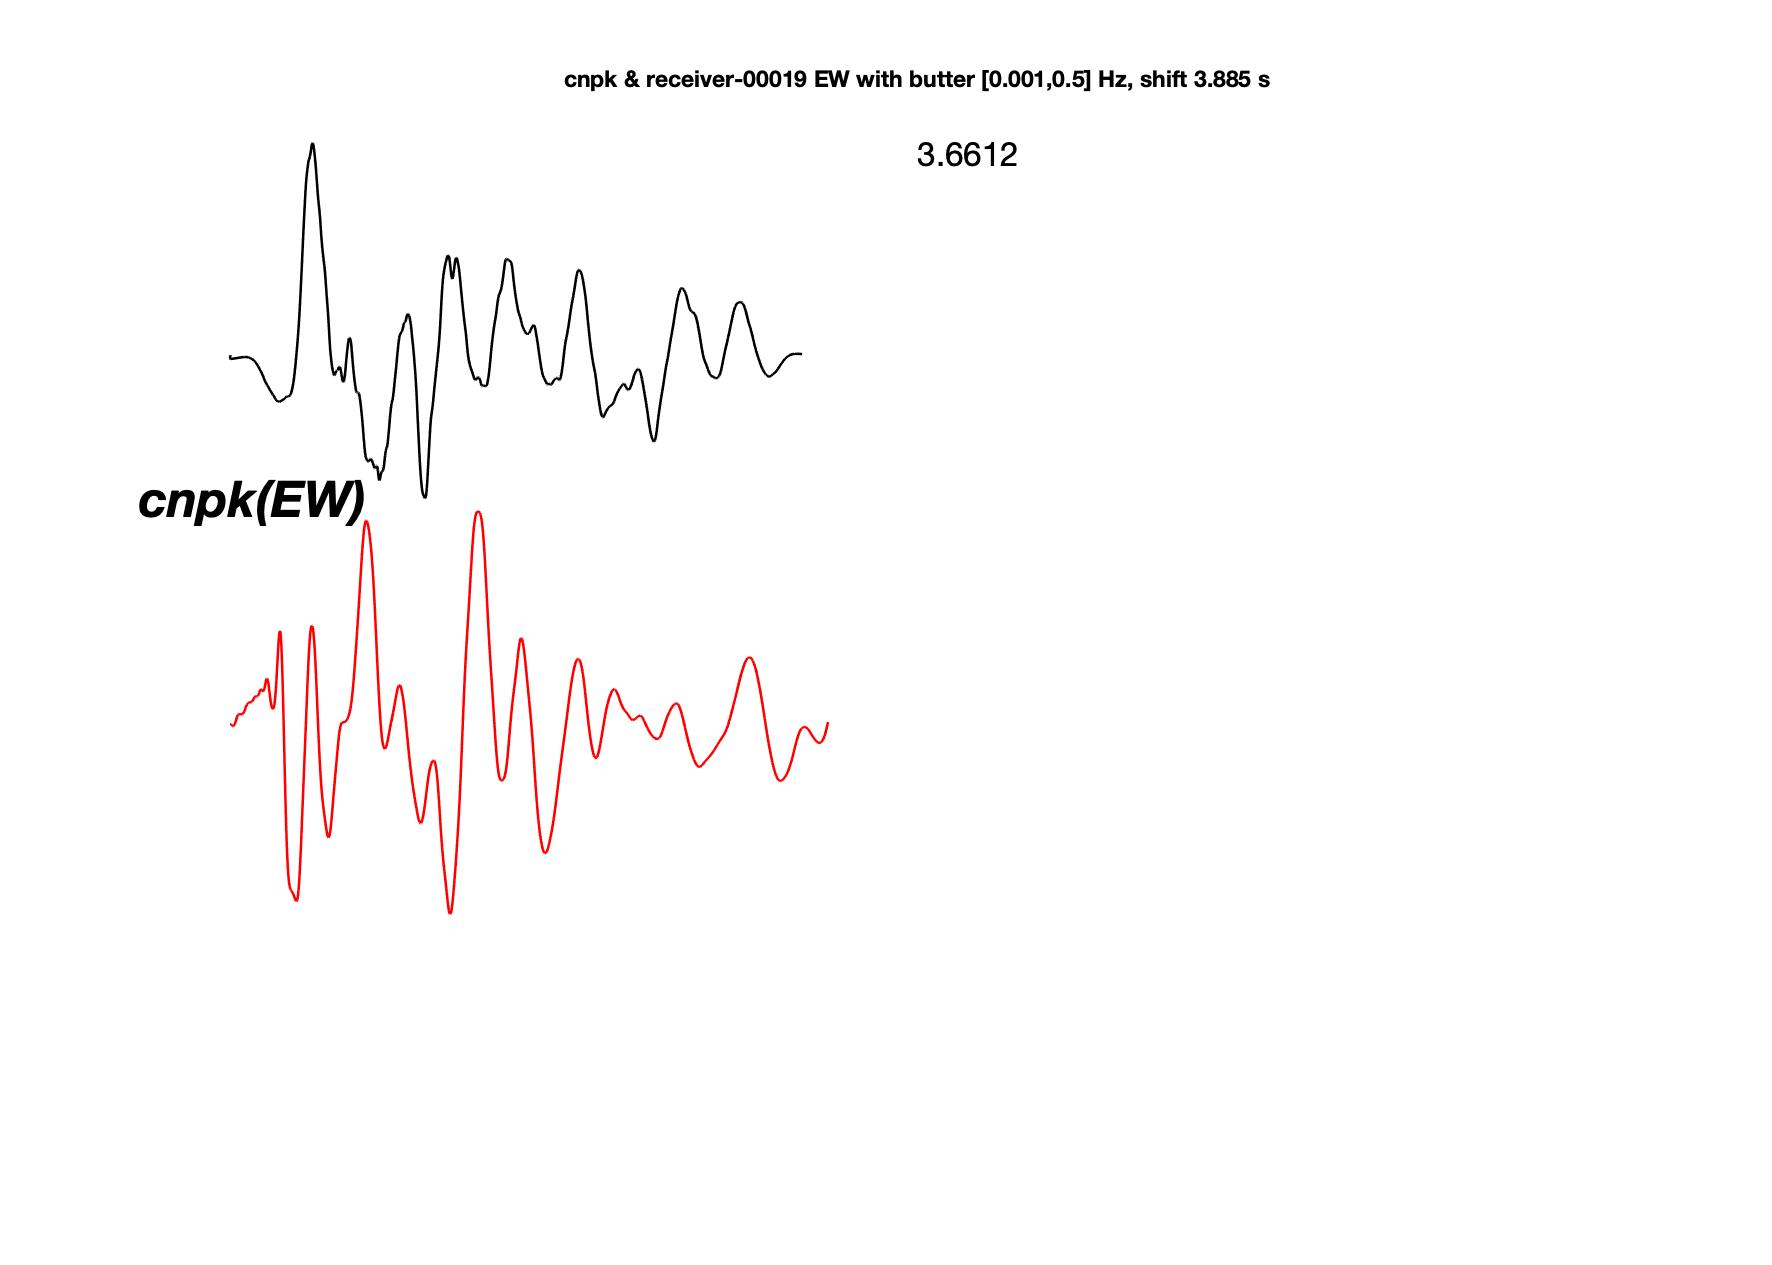 cnpk & receiver-00019 EW with butter [0.001,0.5] Hz, shift 3.885 s
3.6612
cnpk(EW)